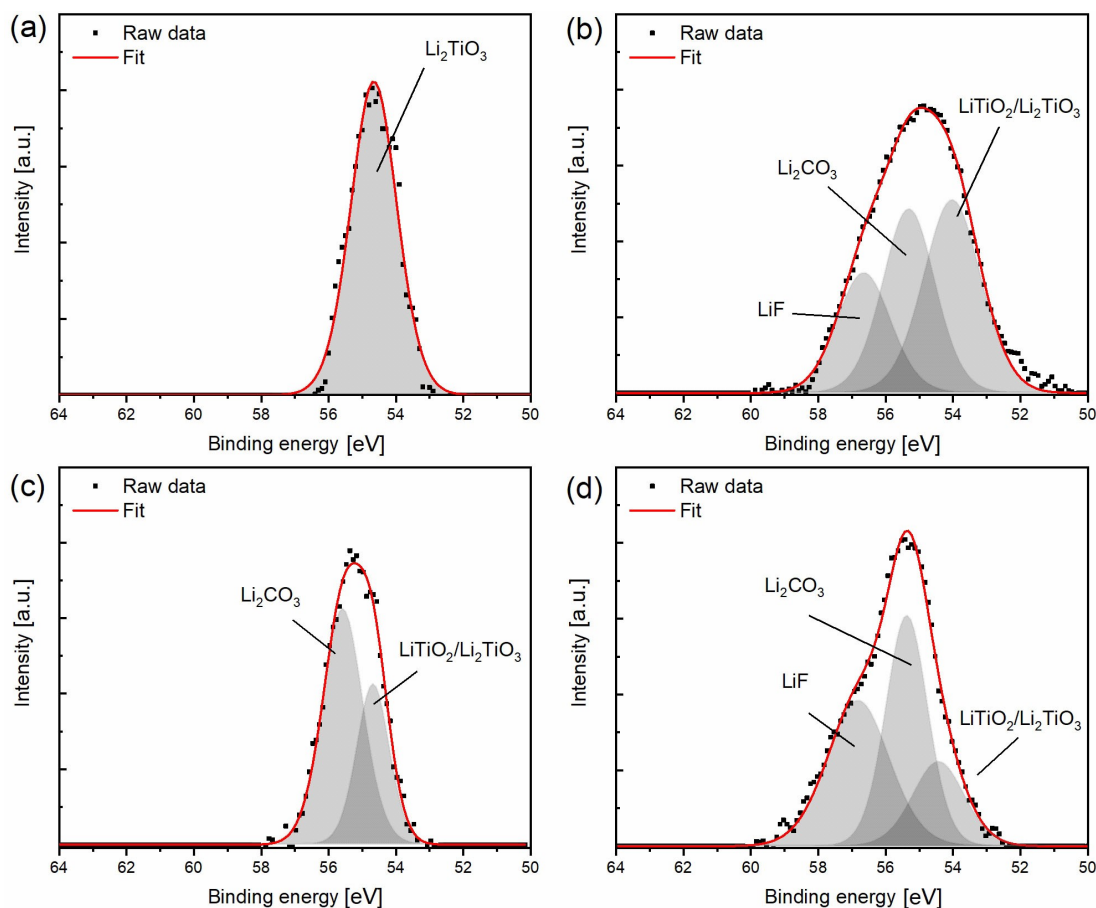 (a)
Raw data
Fit
Li₂TiO₃
Intensity [a.u.]
64 62 60 58 56 54 52 50
Binding energy [eV]
(b)
Raw data
Fit
LiTiO₂/Li₂TiO₃
Li₂CO₃
LiF
Intensity [a.u.]
64 62 60 58 56 54 52 50
Binding energy [eV]
(c)
Raw data
Fit
Li₂CO₃
LiTiO₂/Li₂TiO₃
Intensity [a.u.]
64 62 60 58 56 54 52 50
Binding energy [eV]
(d)
Raw data
Fit
Li₂CO₃
LiF
LiTiO₂/Li₂TiO₃
Intensity [a.u.]
64 62 60 58 56 54 52 50
Binding energy [eV]